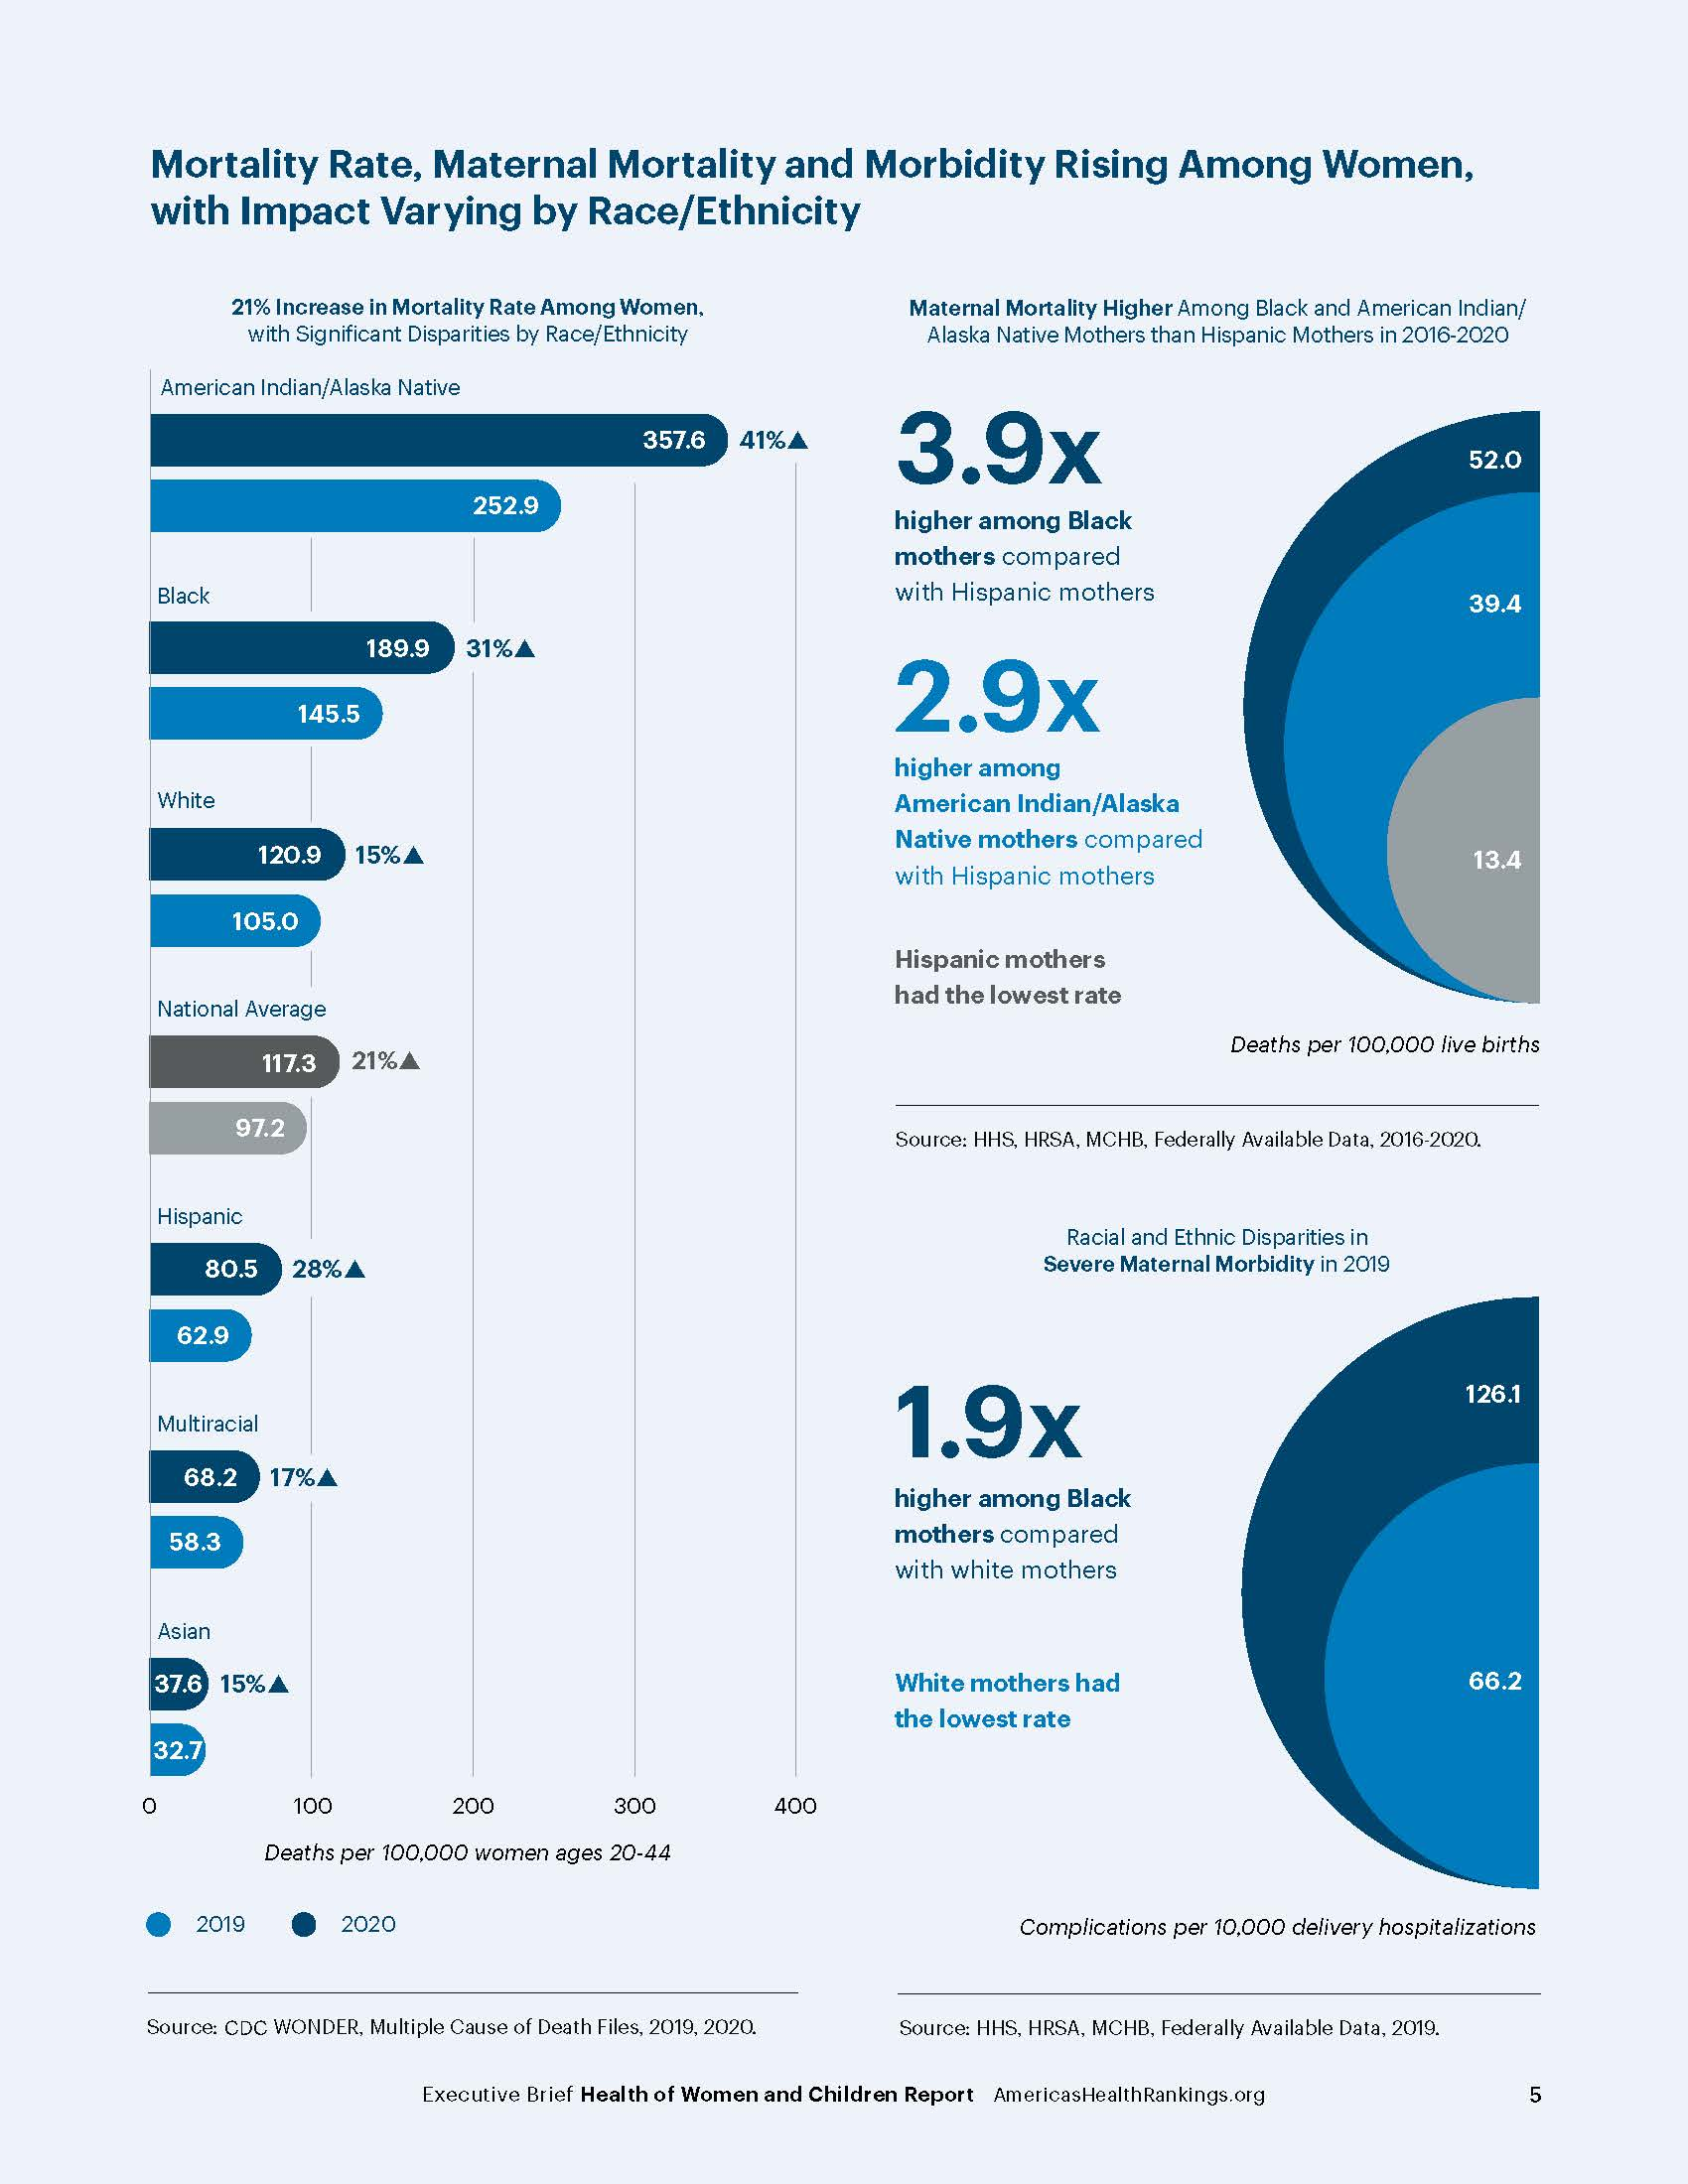 Mortality Rate, Maternal Mortality and Morbidity Rising Among Women,
with Impact Varying by Race/Ethnicity
21% Increase in Mortality Rate Among Women,
with Significant Disparities by Race/Ethnicity
American Indian/Alaska Native
357.6 41%▲
252.9
Black
189.9 31%▲
145.5
White
120.9 15%▲
105.0
National Average
117.3 21%▲
97.2
Hispanic
80.5 28%▲
62.9
Multiracial
68.2 17%▲
58.3
Asian
37.6 15%▲
32.7
0 100 200 300 400
Deaths per 100,000 women ages 20-44
2019 2020
Source: CDC WONDER, Multiple Cause of Death Files, 2019, 2020.
Maternal Mortality Higher Among Black and American Indian/
Alaska Native Mothers than Hispanic Mothers in 2016-2020
3.9x
higher among Black
mothers compared
with Hispanic mothers
2.9x
higher among
American Indian/Alaska
Native mothers compared
with Hispanic mothers
Hispanic mothers
had the lowest rate
52.0
39.4
13.4
Deaths per 100,000 live births
Source: HHS, HRSA, MCHB, Federally Available Data, 2016-2020.
Racial and Ethnic Disparities in
Severe Maternal Morbidity in 2019
1.9x
higher among Black
mothers compared
with white mothers
White mothers had
the lowest rate
126.1
66.2
Complications per 10,000 delivery hospitalizations
Source: HHS, HRSA, MCHB, Federally Available Data, 2019.
Executive Brief Health of Women and Children Report AmericasHealthRankings.org 5